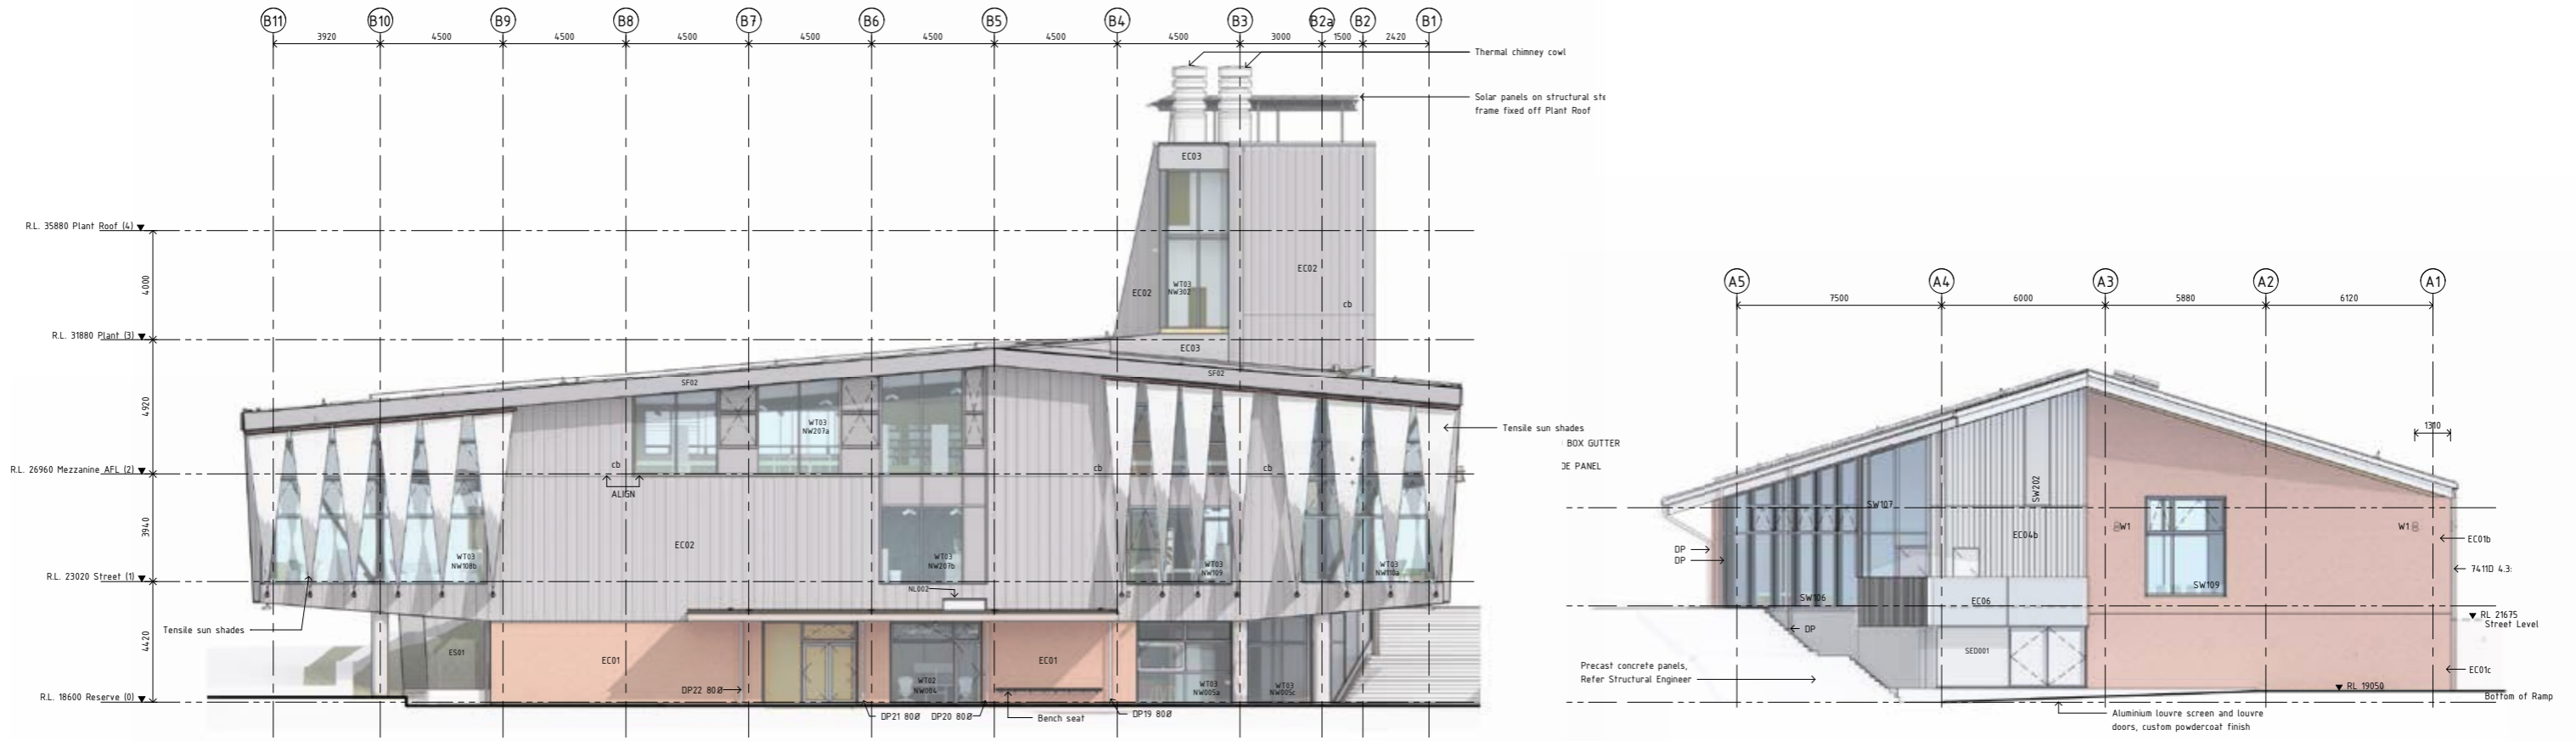 B11 B10 B9 B8 B7 B6 B5 B4 B3 B2a B2 B1
3920 4500 4500 4500 4500 4500 4500 4500 3000 1500 2420
Thermal chimney cowl
Solar panels on structural ste
frame fixed off Plant Roof
EC03
R.L. 35880 Plant Roof (4)
EC02
WT03
NW302
EC02
cb
4000
R.L. 31880 Plant (3)
EC03
SF02
SF02
4920
WT03
NW207a
Tensile sun shades
R.L. 26960 Mezzanine AFL (2)
cb
cb
cb
ALIGN
3940
EC02
WT03
NW108b
WT03
NW207b
WT03
NW109
WT03
NW110a
R.L. 23020 Street (1)
NL002
Tensile sun shades
4420
ES01
EC01
EC01
DP22 80Ø
WT02
NW004
WT03
NW005a
WT03
NW005c
R.L. 18600 Reserve (0)
DP21 80Ø
DP20 80Ø
Bench seat
DP19 80Ø
A5 A4 A3 A2 A1
7500 6000 5880 6120
1310
BOX GUTTER
DE PANEL
SW202
SW107
W1
W1
EC04b
EC01b
DP
DP
7411D 4.3:
SW109
SW106
EC06
RL 21675
Street Level
DP
SED001
Precast concrete panels,
Refer Structural Engineer
EC01c
RL 19050
Bottom of Ramp
Aluminium louvre screen and louvre
doors, custom powdercoat finish